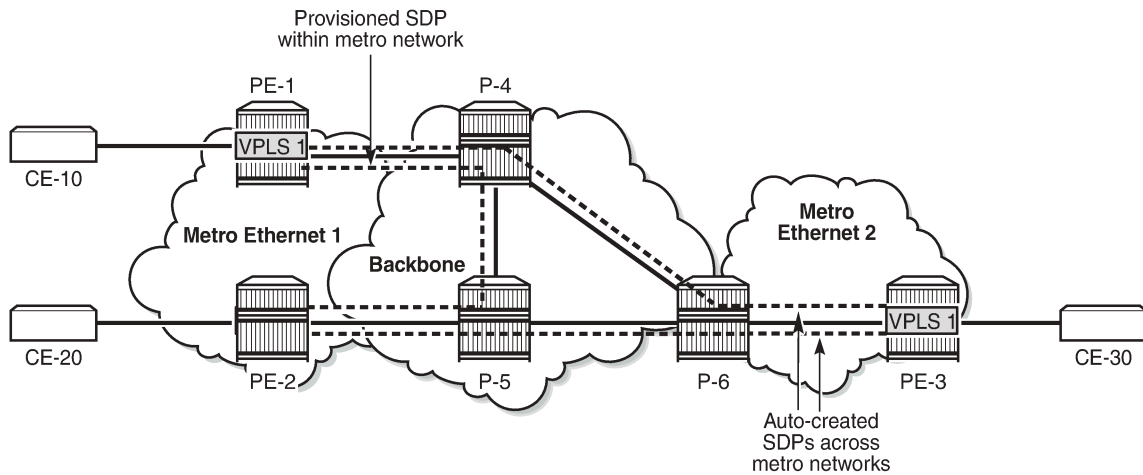 Provisioned SDP
within metro network
PE-1
P-4
VPLS 1
CE-10
Metro Ethernet 1
Backbone
Metro
Ethernet 2
VPLS 1
CE-20
PE-2
P-5
P-6
PE-3
CE-30
Auto-created
SDPs across
metro networks